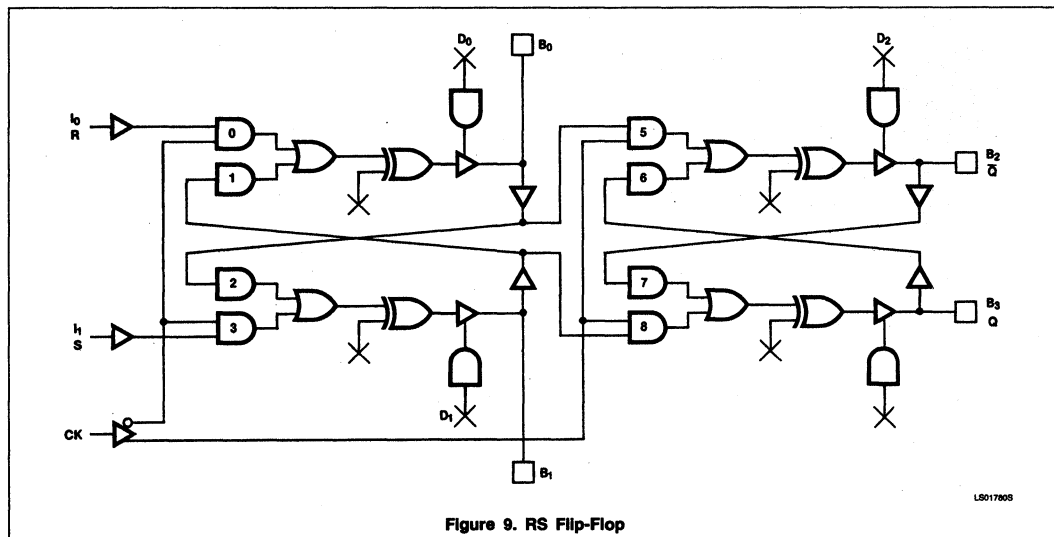 D0
B0
D2
I0
R
0
1
5
6
B2
Q̅
2
3
7
8
I1
S
B3
Q
D1
CK
B1
LS01780S
Figure 9. RS Flip-Flop